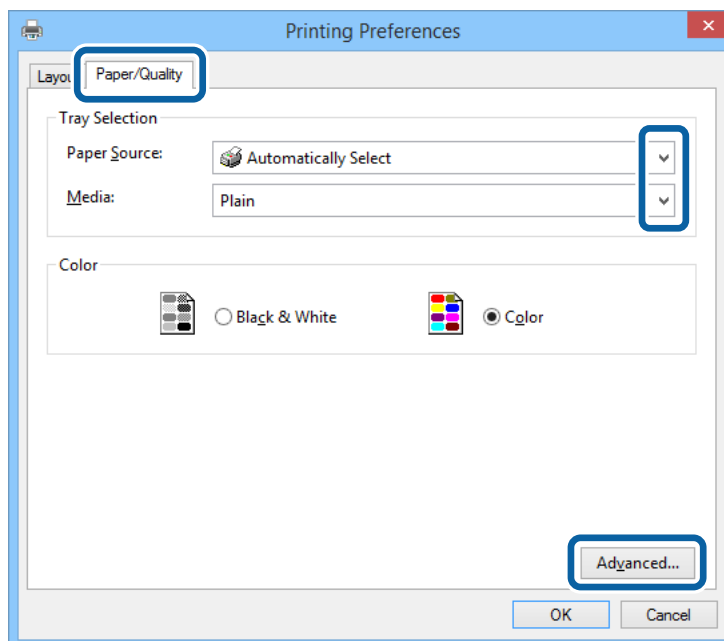 Printing Preferences
Layou
Paper/Quality
Tray Selection
Paper Source:
Automatically Select
Media:
Plain
Color
Black & White
Color
Advanced...
OK
Cancel